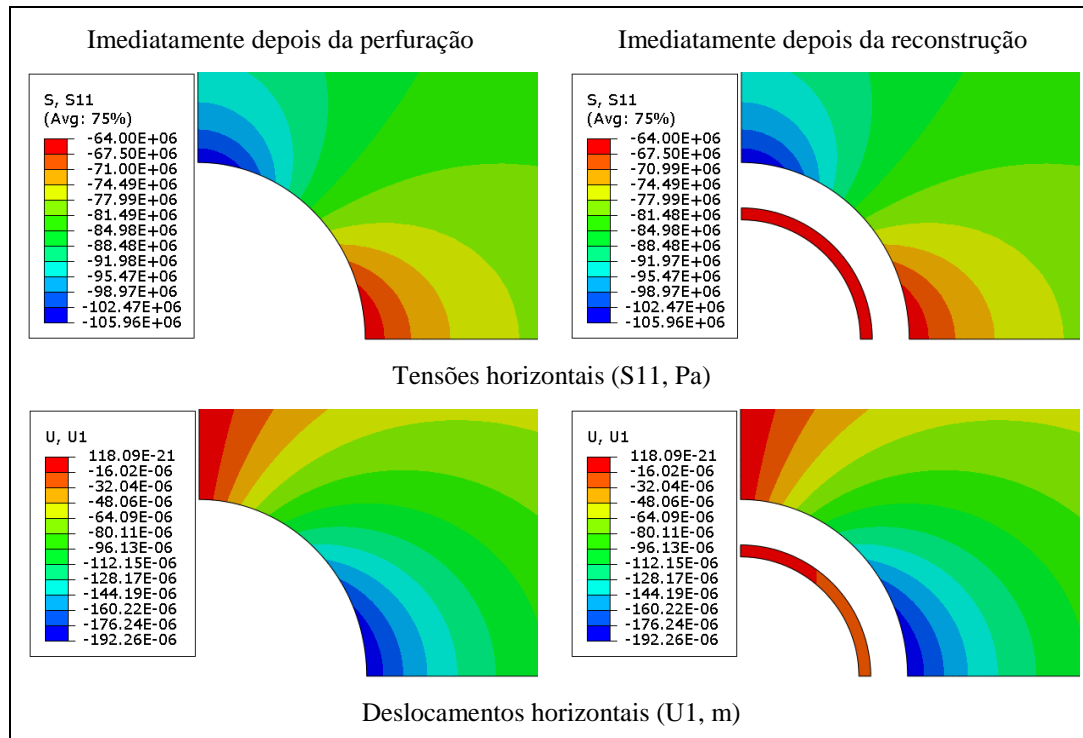 Imediatamente depois da perfuração
Imediatamente depois da reconstrução
S, S11
(Avg: 75%)
-64.00E+06
-67.50E+06
-71.00E+06
-74.49E+06
-77.99E+06
-81.49E+06
-84.98E+06
-88.48E+06
-91.98E+06
-95.47E+06
-98.97E+06
-102.47E+06
-105.96E+06
S, S11
(Avg: 75%)
-64.00E+06
-67.50E+06
-70.99E+06
-74.49E+06
-77.99E+06
-81.49E+06
-84.98E+06
-88.48E+06
-91.97E+06
-95.47E+06
-98.97E+06
-102.47E+06
-105.96E+06
Tensões horizontais (S11, Pa)
U, U1
118.09E-21
-16.02E-06
-32.04E-06
-48.06E-06
-64.09E-06
-80.11E-06
-96.13E-06
-112.15E-06
-128.17E-06
-144.19E-06
-160.22E-06
-176.24E-06
-192.26E-06
U, U1
118.09E-21
-16.02E-06
-32.04E-06
-48.06E-06
-64.09E-06
-80.11E-06
-96.13E-06
-112.15E-06
-128.17E-06
-144.19E-06
-160.22E-06
-176.24E-06
-192.26E-06
Deslocamentos horizontais (U1, m)